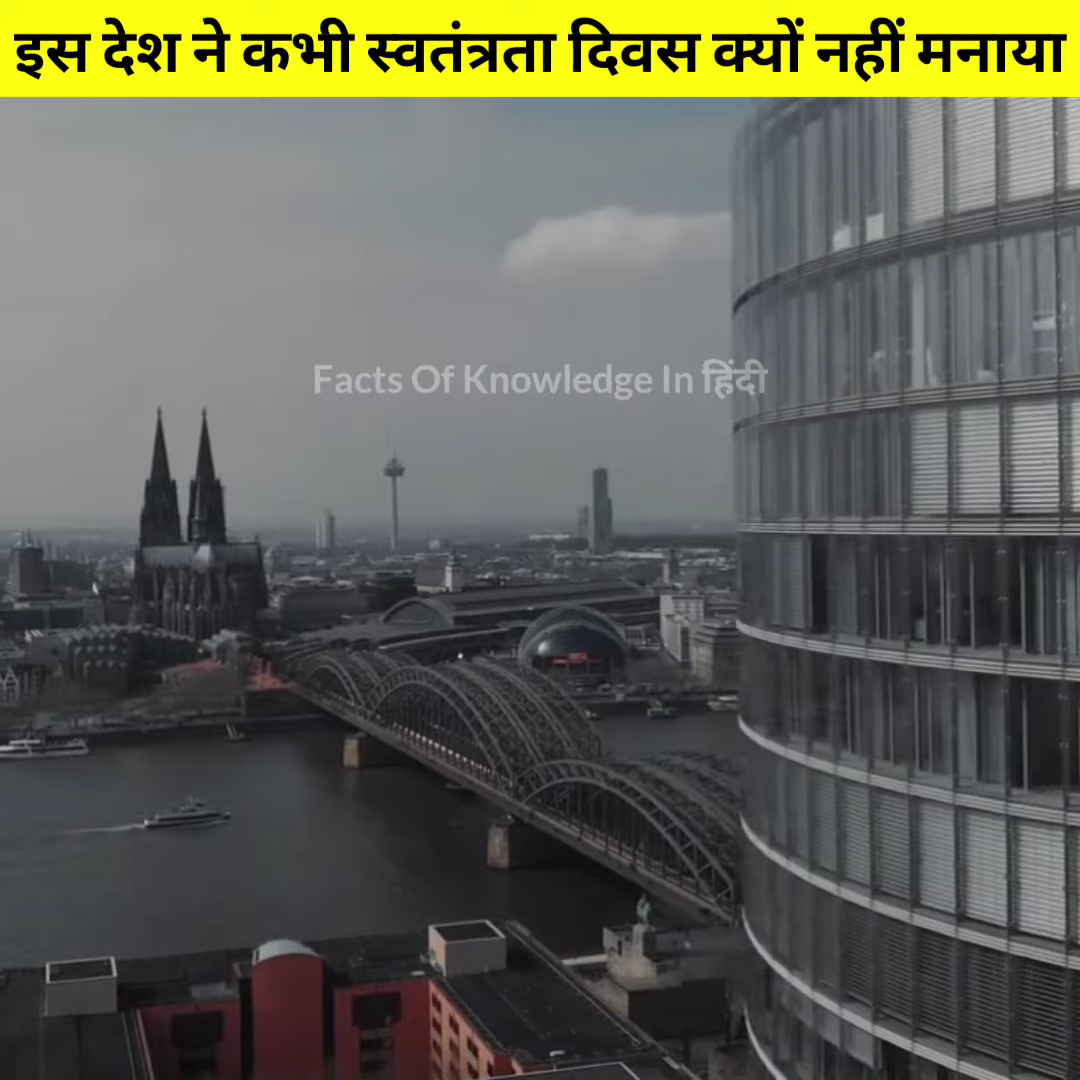 इस देश ने कभी स्वतंत्रता दिवस क्यों नहीं मनाया
Facts Of Knowledge In हिंदी